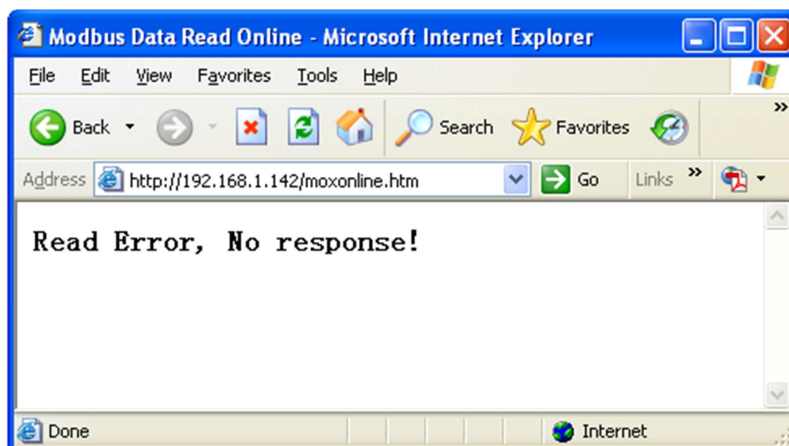 Modbus Data Read Online - Microsoft Internet Explorer
File Edit View Favorites Tools Help
Back Search Favorites »
Address http://192.168.1.142/moxonline.htm Go Links »
Read Error, No response!
Done Internet